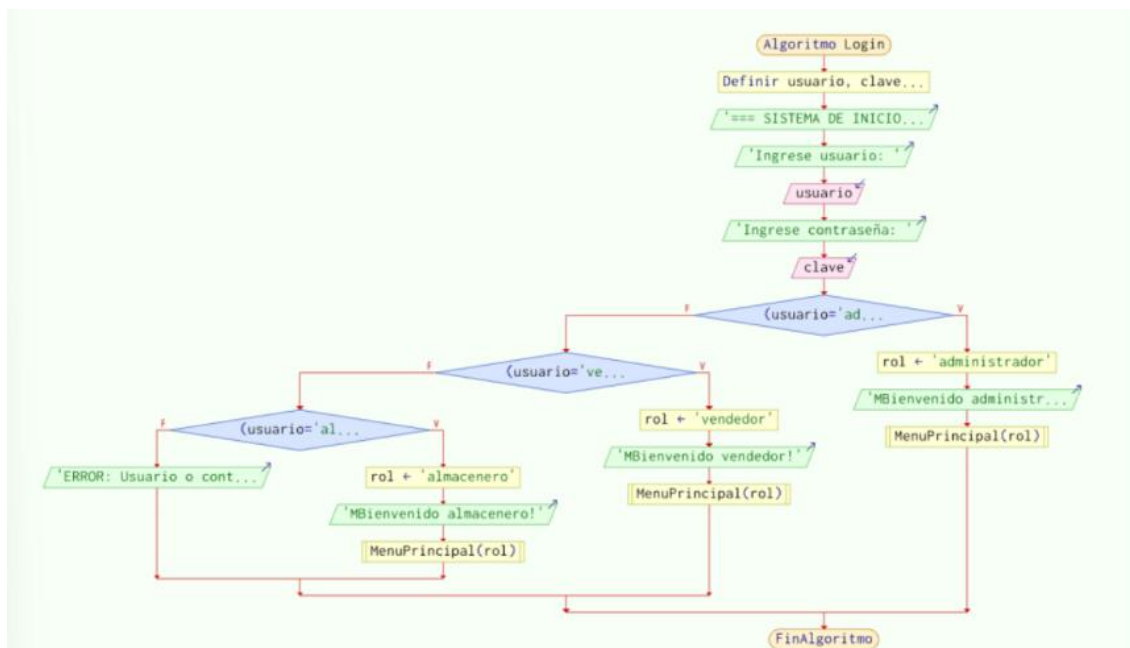 Algoritmo Login
Definir usuario, clave...
'=== SISTEMA DE INICIO...
'Ingrese usuario: '
usuario
'Ingrese contraseña: '
clave
F
(usuario='ad...
V
F
(usuario='ve...
V
rol ← 'administrador'
'MBienvenido administr...
MenuPrincipal(rol)
F
(usuario='al...
V
rol ← 'vendedor'
'MBienvenido vendedor!'
MenuPrincipal(rol)
'ERROR: Usuario o cont...
rol ← 'almacenero'
'MBienvenido almacenero!'
MenuPrincipal(rol)
FinAlgoritmo